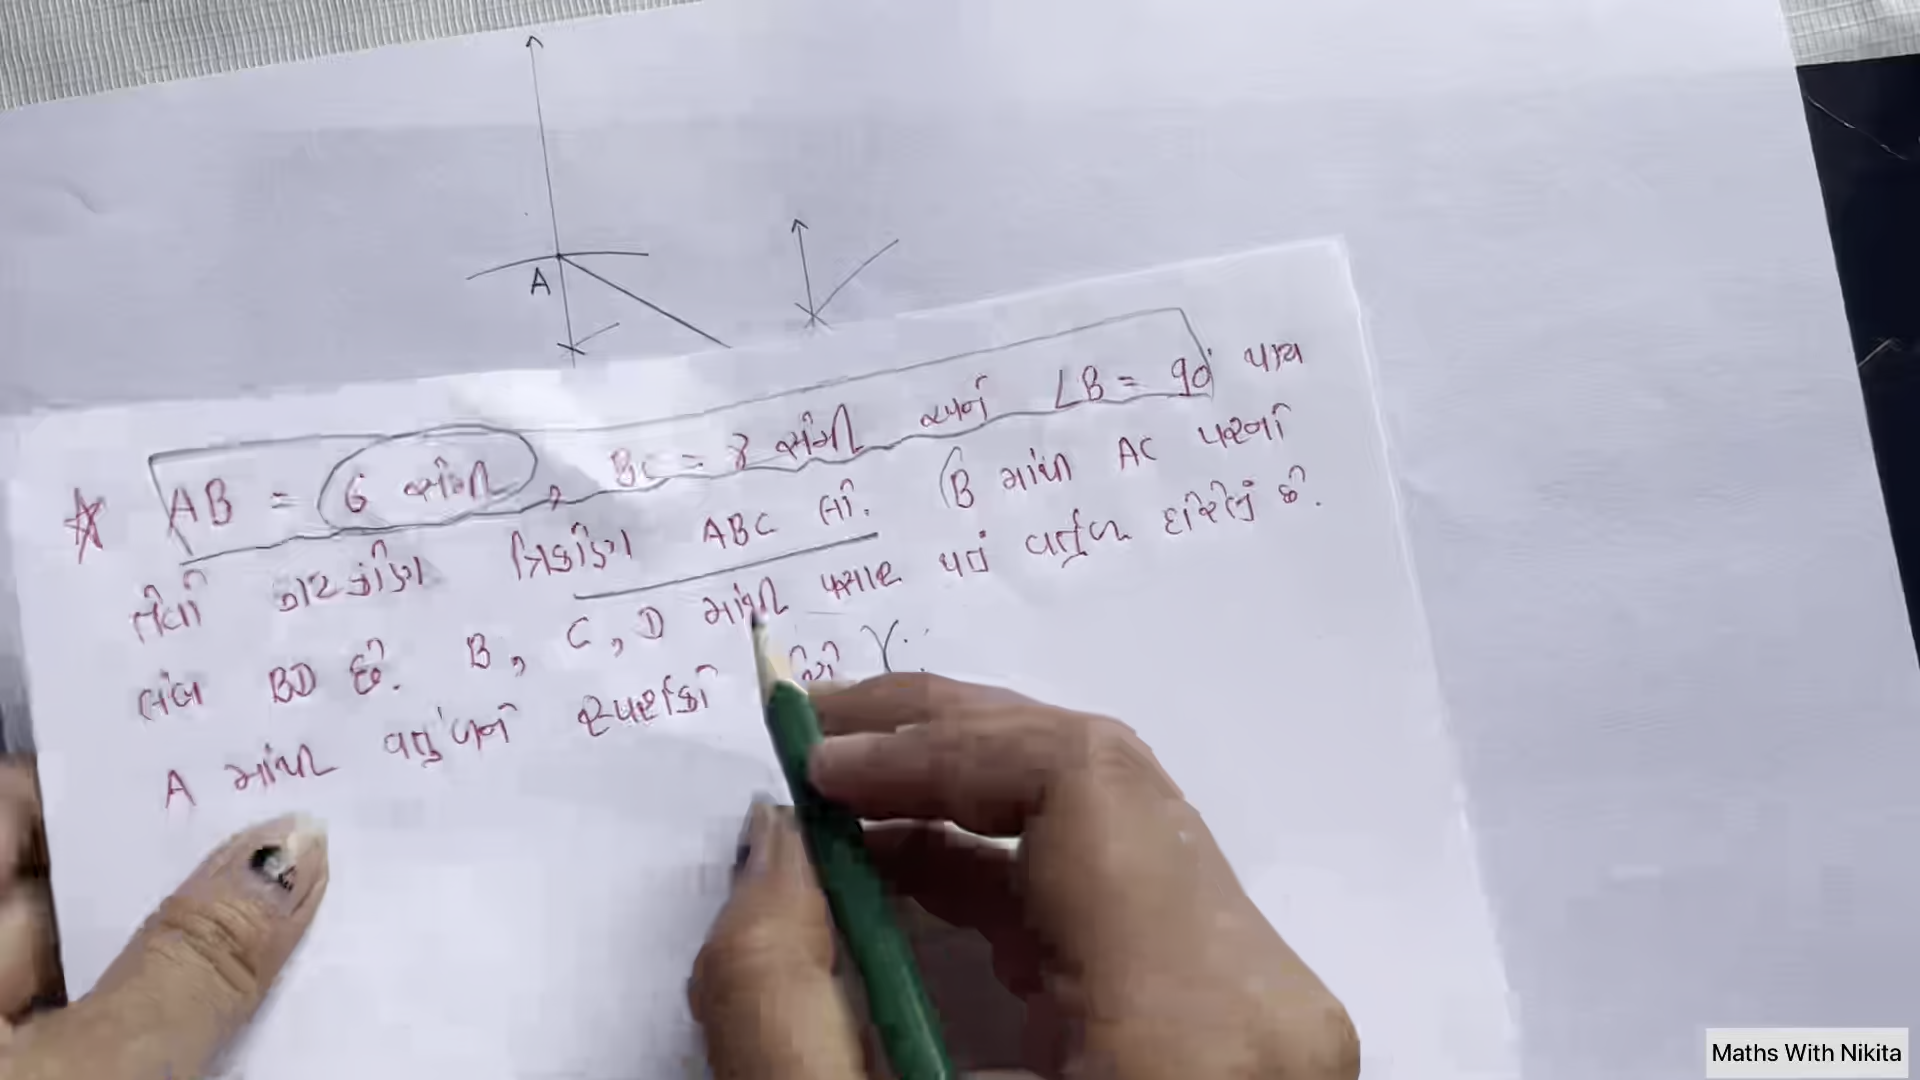 A
AB = 6 સેમી, BC = 8 સેમી અને ∠B = 90° થાય
તેવો કાટકોણ ત્રિકોણ ABC લો. B માંથી AC પરનો
લંબ BD છે. B, C, D માંથી પસાર થતું વર્તુળ દોરેલું છે.
A માંથી વર્તુળને સ્પર્શકો
Maths With Nikita